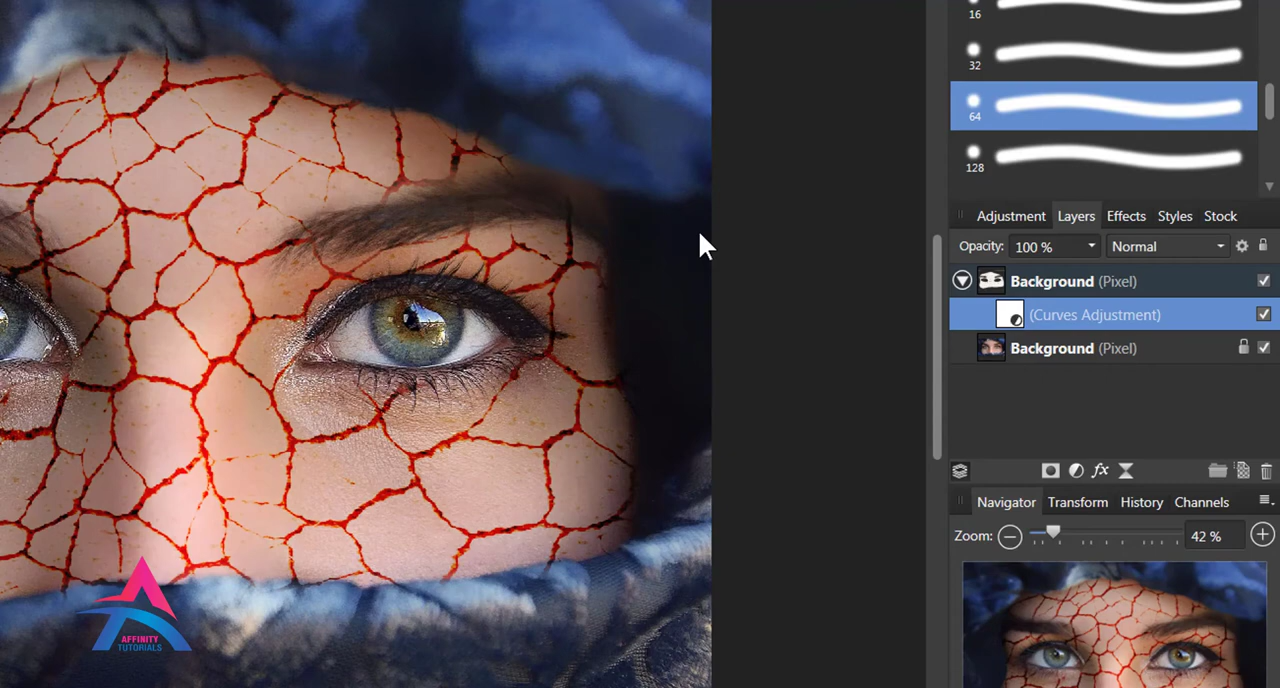 16
32
64
128
Adjustment Layers Effects Styles Stock
Opacity: 100 % Normal
Background (Pixel)
(Curves Adjustment)
Background (Pixel)
fx
Navigator Transform History Channels
Zoom: 42 %
AFFINITY
TUTORIALS